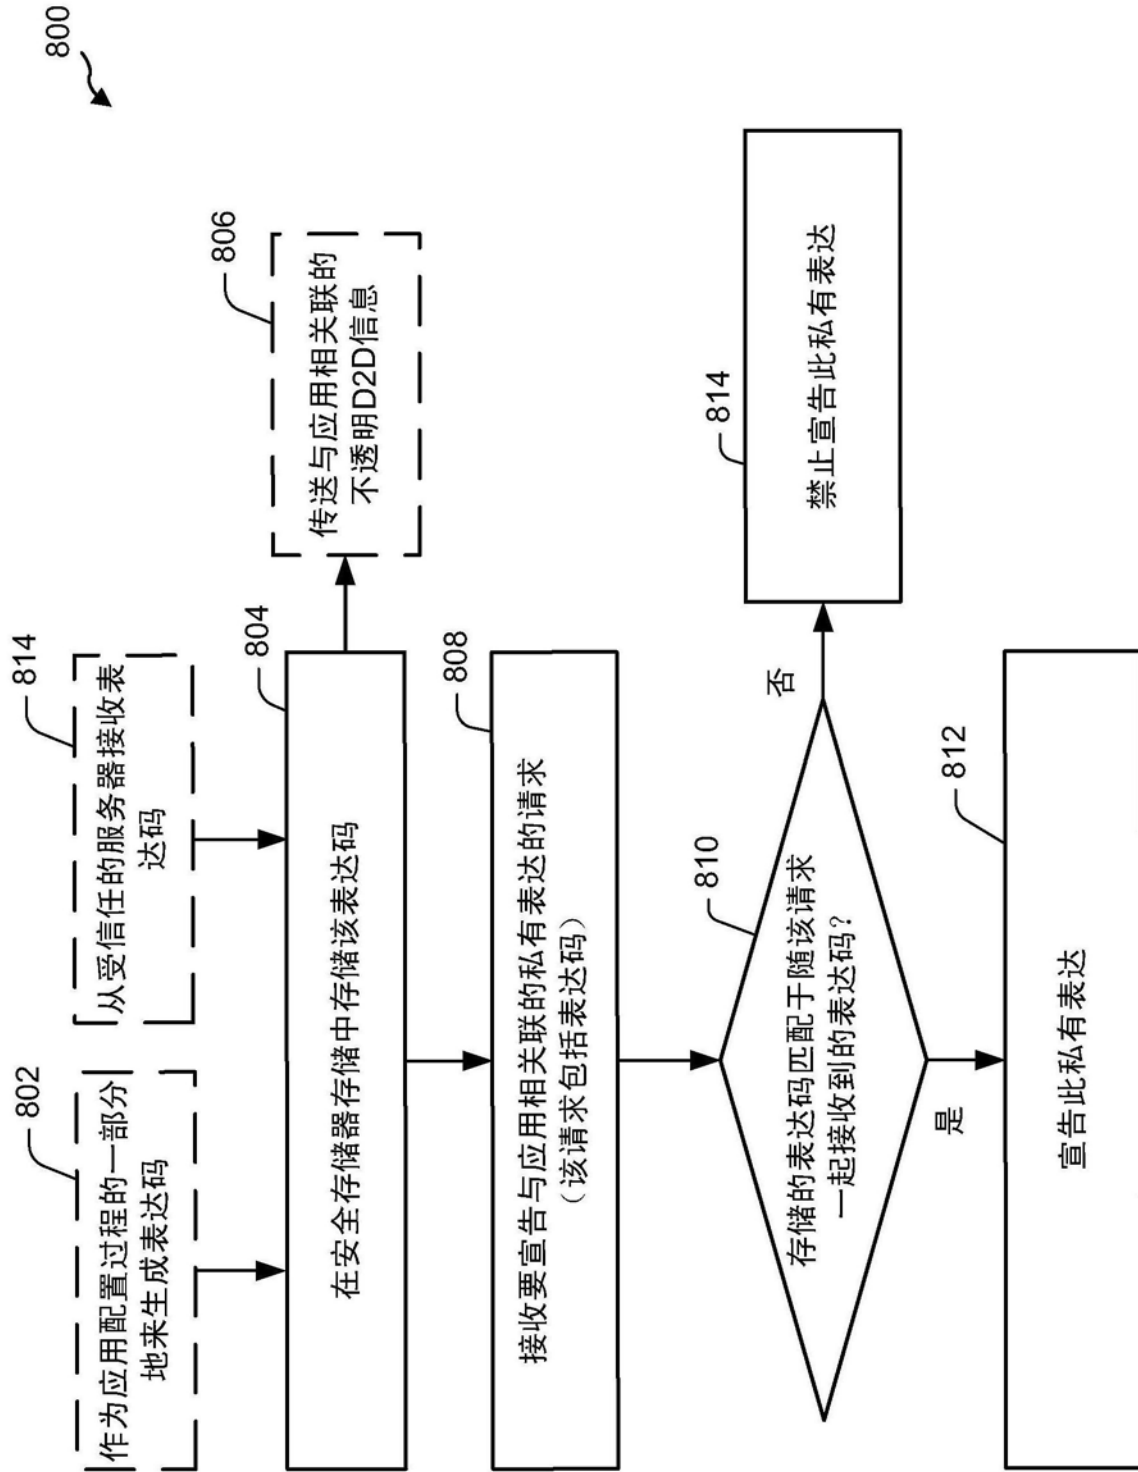 800
802
作为应用配置过程的一部分
地来生成表达码
814
从受信任的服务器接收表
达码
804
在安全存储器存储中存储该表达码
806
传送与应用相关联的
不透明D2D信息
808
接收要宣告与应用相关联的私有表达的请求
（该请求包括表达码）
810
存储的表达码匹配于随该请求
一起接收到的表达码？
否
814
禁止宣告此私有表达
是
812
宣告此私有表达